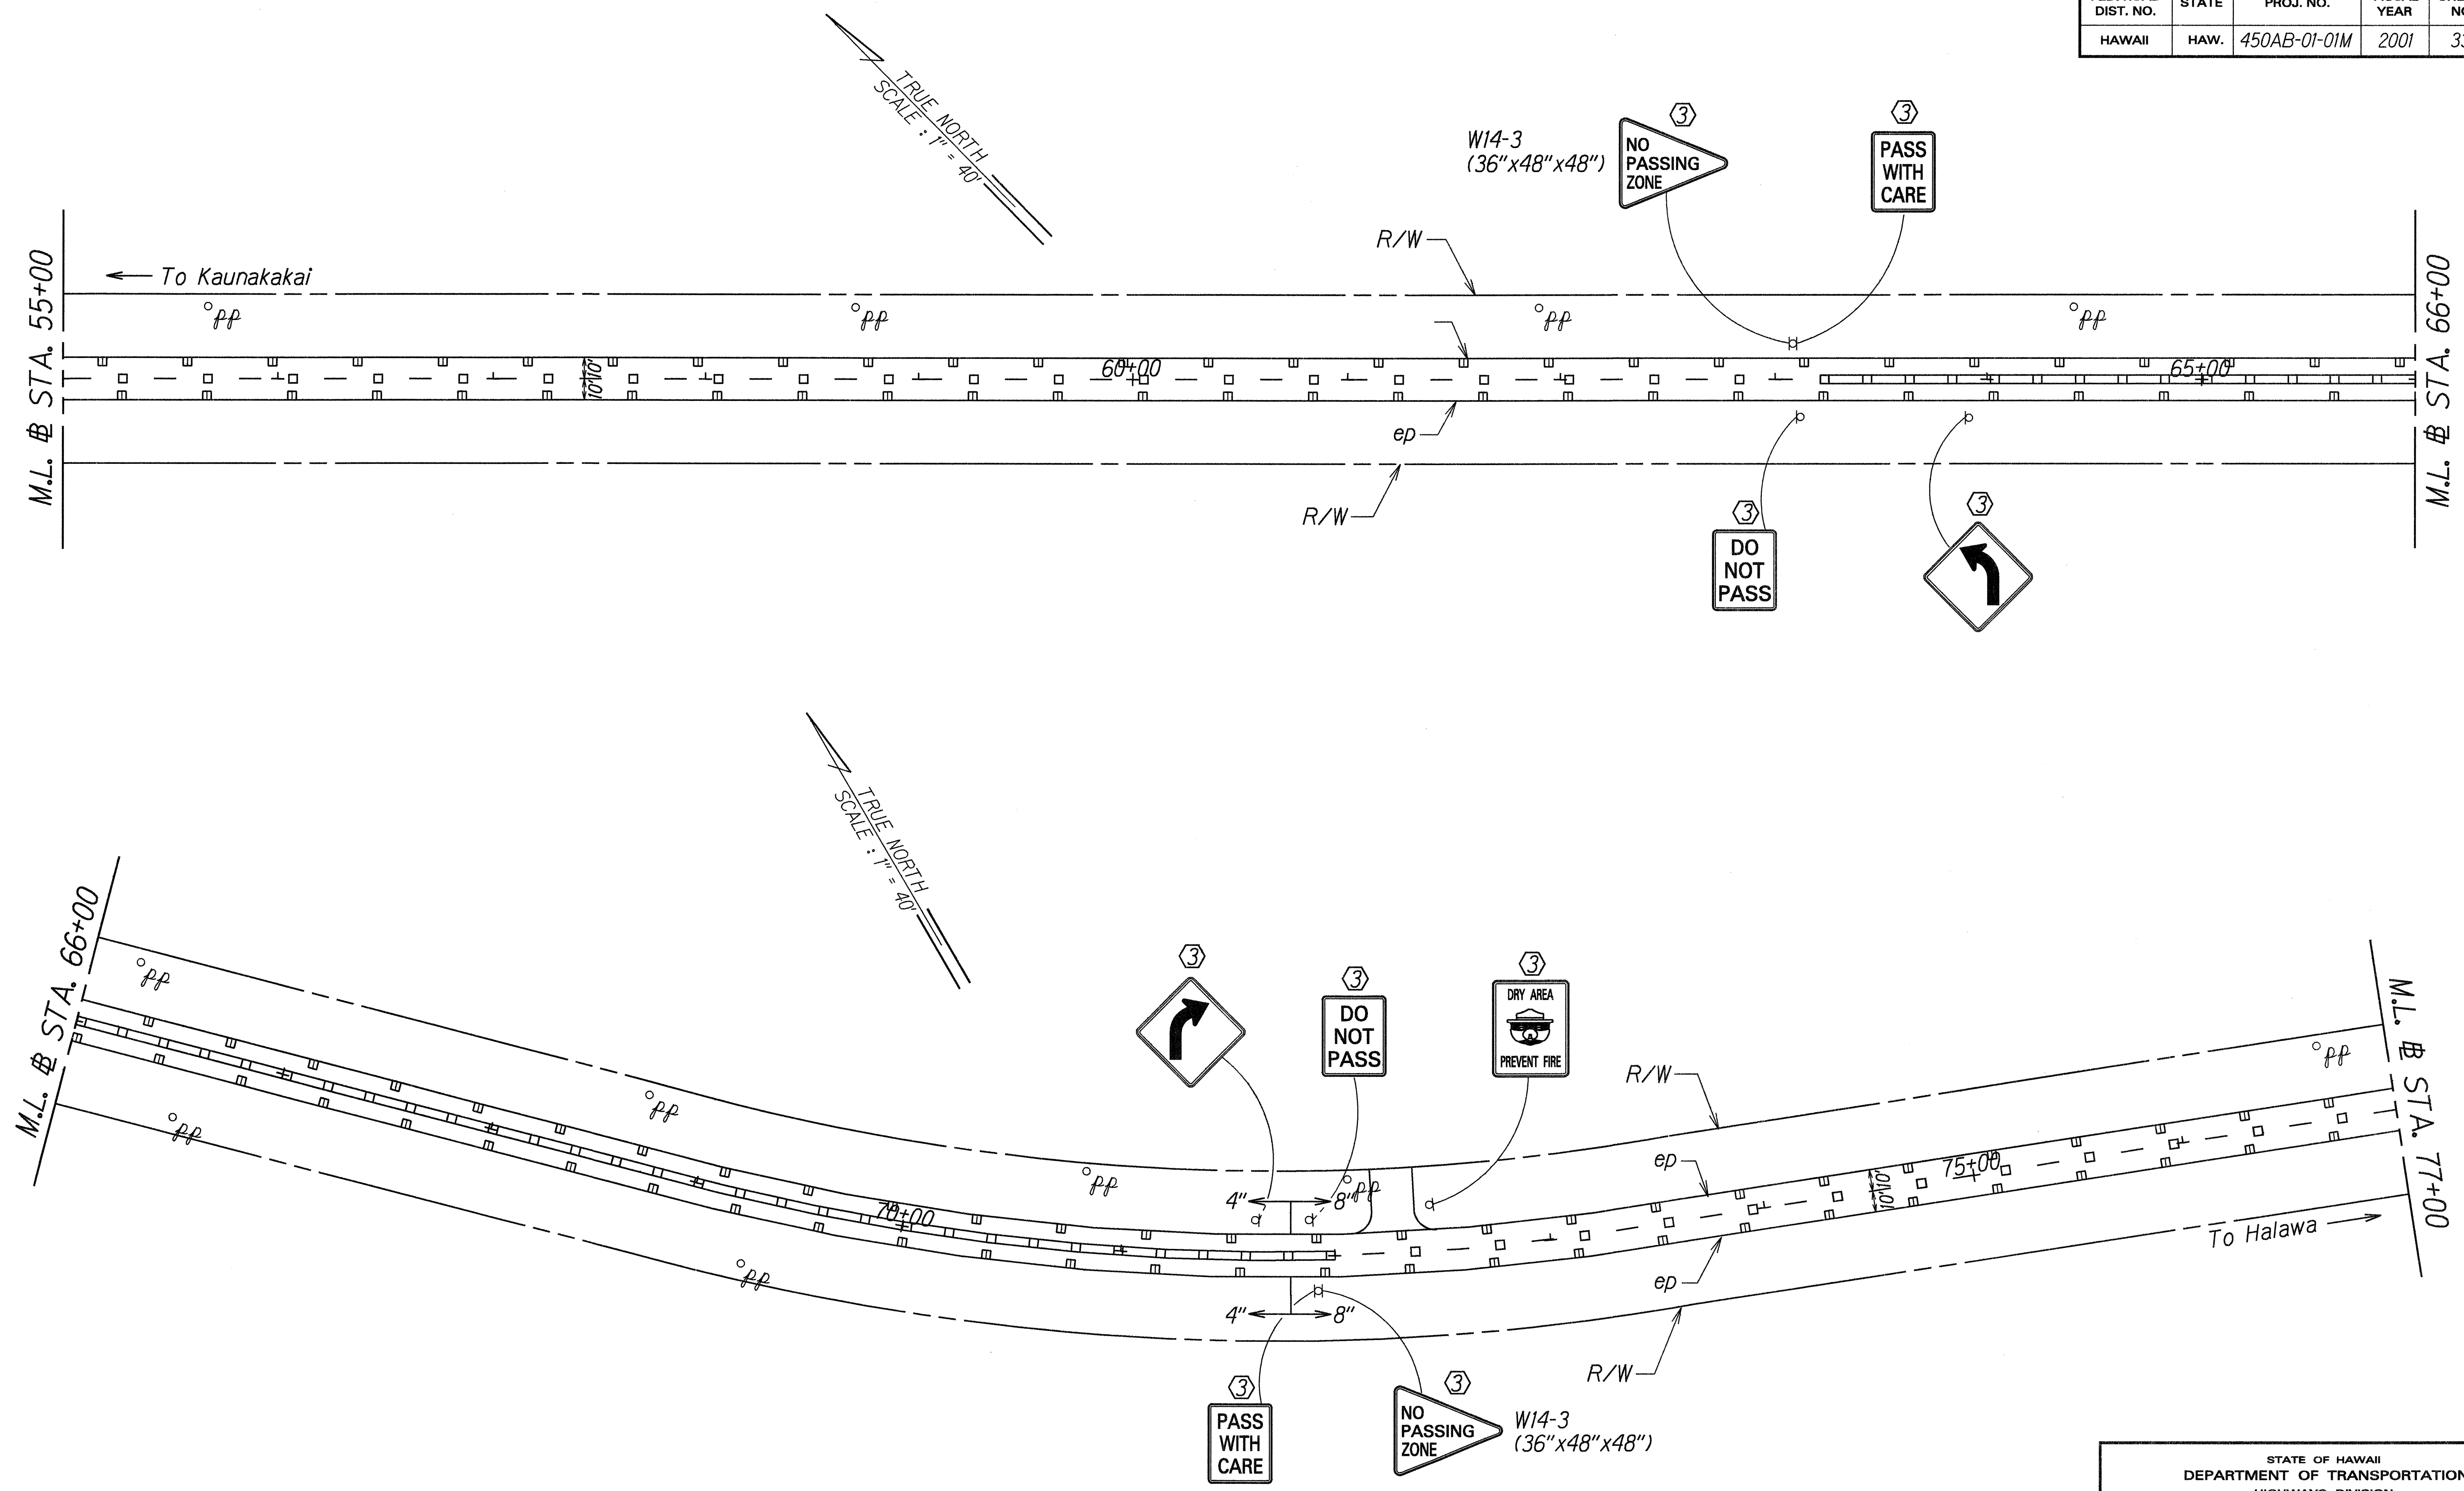 DIST. NO.
STATE
PROJ. NO.
YEAR
HAWAII
HAW.
450AB-01-01M
2001
TRUE NORTH
SCALE : 1" = 40'
W14-3
(36"x48"x48")
3
NO
PASSING
ZONE
3
PASS
WITH
CARE
R/W
To Kaunakakai
M.L. BL STA. 55+00
M.L. BL STA. 66+00
pp
pp
pp
pp
10'
10'
60+00
65+00
ep
R/W
3
DO
NOT
PASS
3
TRUE NORTH
SCALE : 1" = 40'
M.L. BL STA. 66+00
M.L. BL STA. 77+00
3
3
DO
NOT
PASS
3
DRY AREA
PREVENT FIRE
R/W
pp
pp
pp
pp
pp
pp
pp
ep
75+00
10'
10'
4"
8"
70+00
To Halawa
ep
4"
8"
R/W
3
PASS
WITH
CARE
3
NO
PASSING
ZONE
W14-3
(36"x48"x48")
STATE OF HAWAII
DEPARTMENT OF TRANSPORTATION